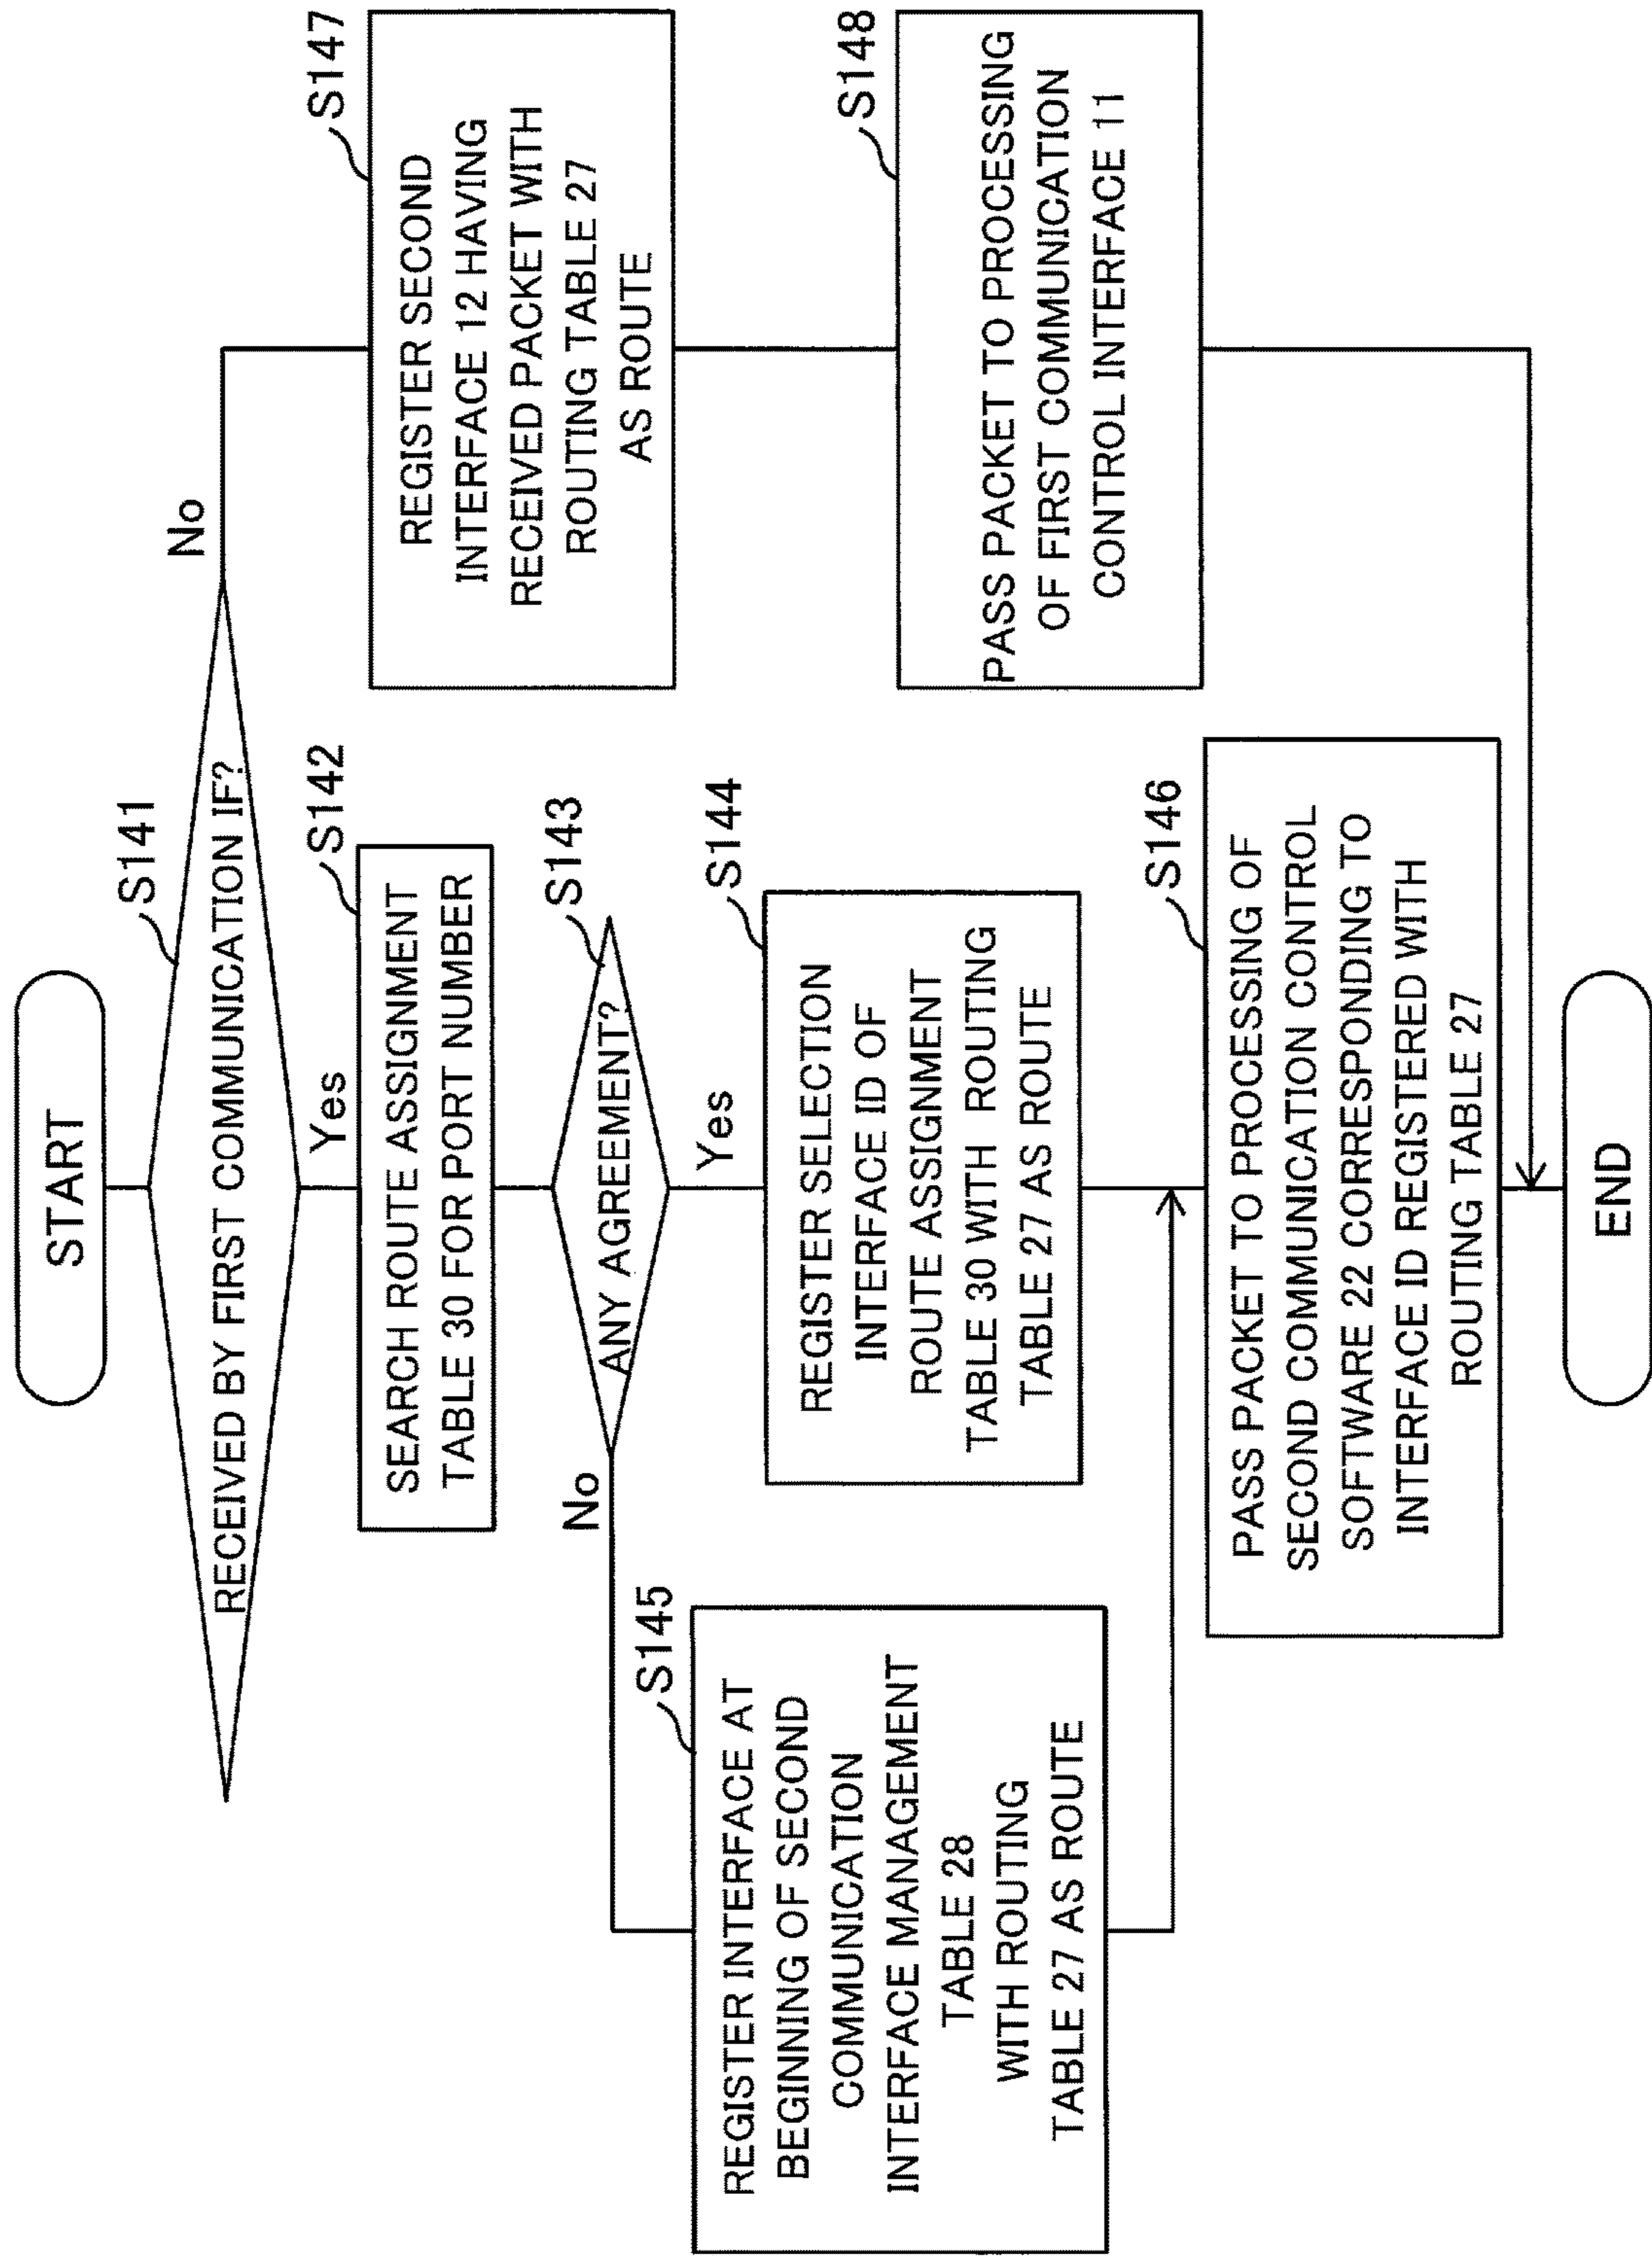 START
S141
RECEIVED BY FIRST COMMUNICATION IF?
No
Yes
S142
SEARCH ROUTE ASSIGNMENT
TABLE 30 FOR PORT NUMBER
S143
ANY AGREEMENT?
No
Yes
S144
REGISTER SELECTION
INTERFACE ID OF
ROUTE ASSIGNMENT
TABLE 30 WITH ROUTING
TABLE 27 AS ROUTE
S145
REGISTER INTERFACE AT
BEGINNING OF SECOND
COMMUNICATION
INTERFACE MANAGEMENT
TABLE 28
WITH ROUTING
TABLE 27 AS ROUTE
S146
PASS PACKET TO PROCESSING OF
SECOND COMMUNICATION CONTROL
SOFTWARE 22 CORRESPONDING TO
INTERFACE ID REGISTERED WITH
ROUTING TABLE 27
S147
REGISTER SECOND
INTERFACE 12 HAVING
RECEIVED PACKET WITH
ROUTING TABLE 27
AS ROUTE
S148
PASS PACKET TO PROCESSING
OF FIRST COMMUNICATION
CONTROL INTERFACE 11
END